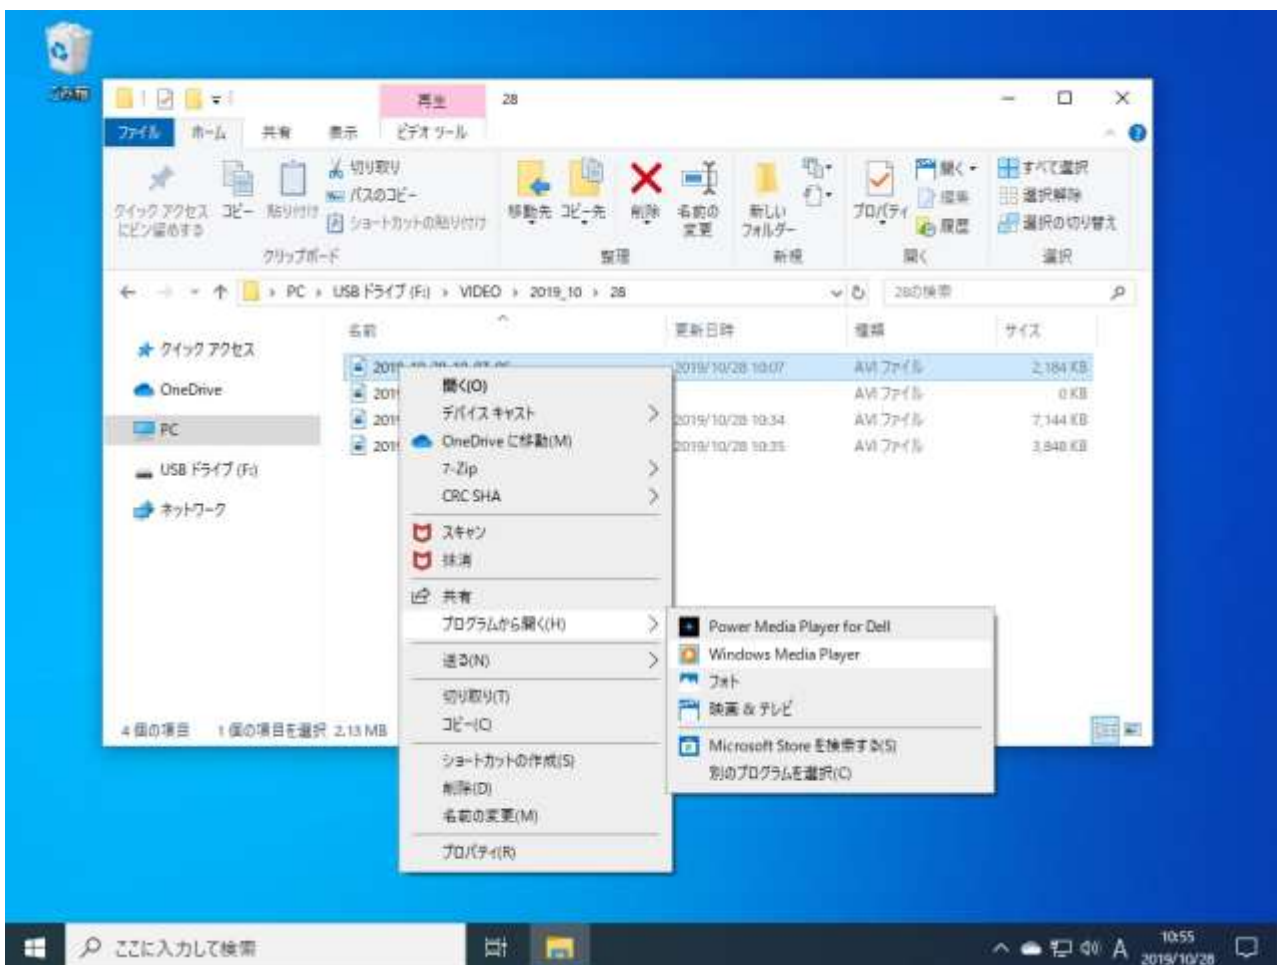 ごみ箱
再生
28
ファイル
ホーム
共有
表示
ビデオ ツール
クイック アクセス
にピン留めする
コピー
貼り付け
切り取り
パスのコピー
ショートカットの貼り付け
クリップボード
移動先
コピー先
削除
名前の
変更
整理
新しい
フォルダー
新規
プロパティ
開く
編集
履歴
開く
すべて選択
選択解除
選択の切り替え
選択
PC › USB ドライブ (F:) › VIDEO › 2019_10 › 28
28の検索
名前
更新日時
種類
サイズ
クイック アクセス
OneDrive
PC
USB ドライブ (F:)
ネットワーク
2019/10/28 10:07 AVI ファイル 2,184 KB
201 AVI ファイル 0 KB
201 2019/10/28 10:34 AVI ファイル 7,144 KB
201 2019/10/28 10:35 AVI ファイル 3,848 KB
開く(O)
デバイス キャスト
OneDrive に移動(M)
7-Zip
CRC SHA
スキャン
抹消
共有
プログラムから開く(H)
送る(N)
切り取り(T)
コピー(C)
ショートカットの作成(S)
削除(D)
名前の変更(M)
プロパティ(R)
Power Media Player for Dell
Windows Media Player
フォト
映画 & テレビ
Microsoft Store を検索する(S)
別のプログラムを選択(C)
4 個の項目
1 個の項目を選択 2.13 MB
ここに入力して検索
A
10:55
2019/10/28